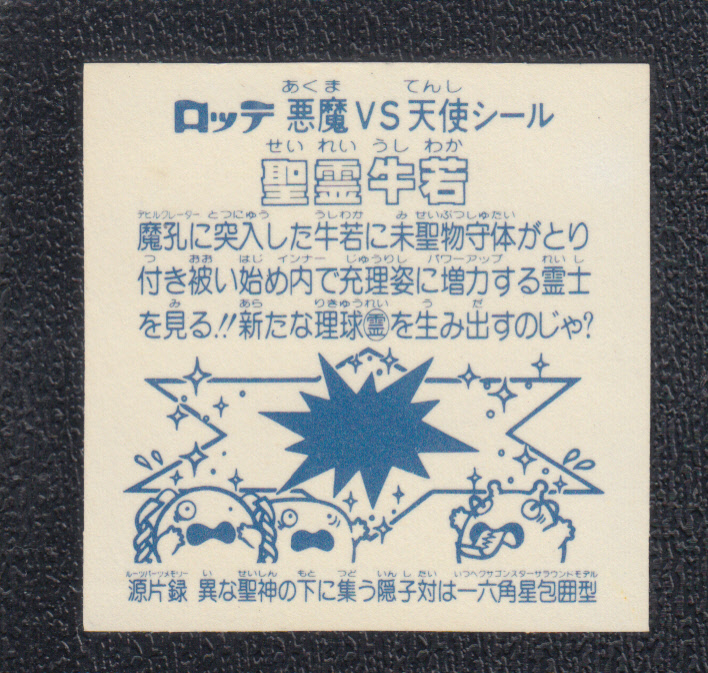 あくま てんし
ロッテ 悪魔VS天使シール
せい れい うし わか
聖霊牛若
デビルクレーター とつにゅう うしわか み せいぶつしゅたい
魔孔に突入した牛若に未聖物守体がとり
つ おお はじ インナー じゅうりし パワーアップ れいし
付き被い始め内で充理姿に増力する霊士
み あら りきゅうれい う だ
を見る!!新たな理球㊋を生み出すのじゃ?
ルーツパーツメモリー い せいしん もと つど いんし たい いつヘクサゴンスターサラウンドモデル
源片録 異な聖神の下に集う隠子対は一六角星包囲型